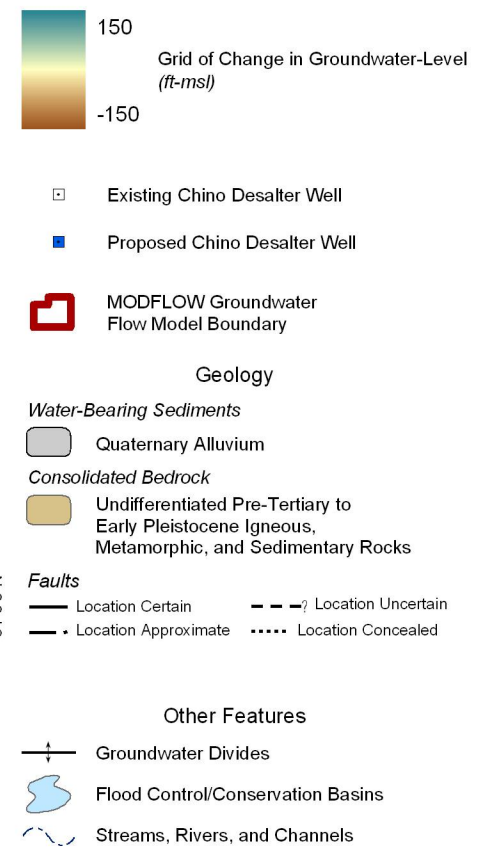 150
Grid of Change in Groundwater-Level
(ft-msl)
-150
Existing Chino Desalter Well
Proposed Chino Desalter Well
MODFLOW Groundwater
Flow Model Boundary
Geology
Water-Bearing Sediments
Quaternary Alluvium
Consolidated Bedrock
Undifferentiated Pre-Tertiary to
Early Pleistocene Igneous,
Metamorphic, and Sedimentary Rocks
Faults
Location Certain
? Location Uncertain
Location Approximate
Location Concealed
Other Features
Groundwater Divides
Flood Control/Conservation Basins
Streams, Rivers, and Channels